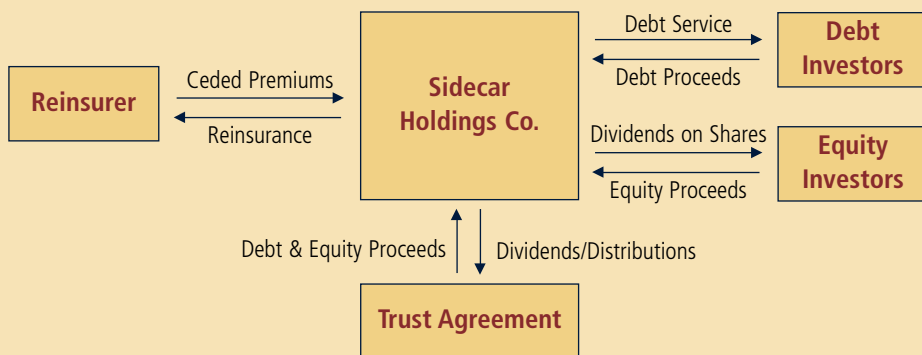 Reinsurer
Ceded Premiums
Reinsurance
Sidecar
Holdings Co.
Debt Service
Debt Proceeds
Debt
Investors
Dividends on Shares
Equity Proceeds
Equity
Investors
Debt & Equity Proceeds
Dividends/Distributions
Trust Agreement